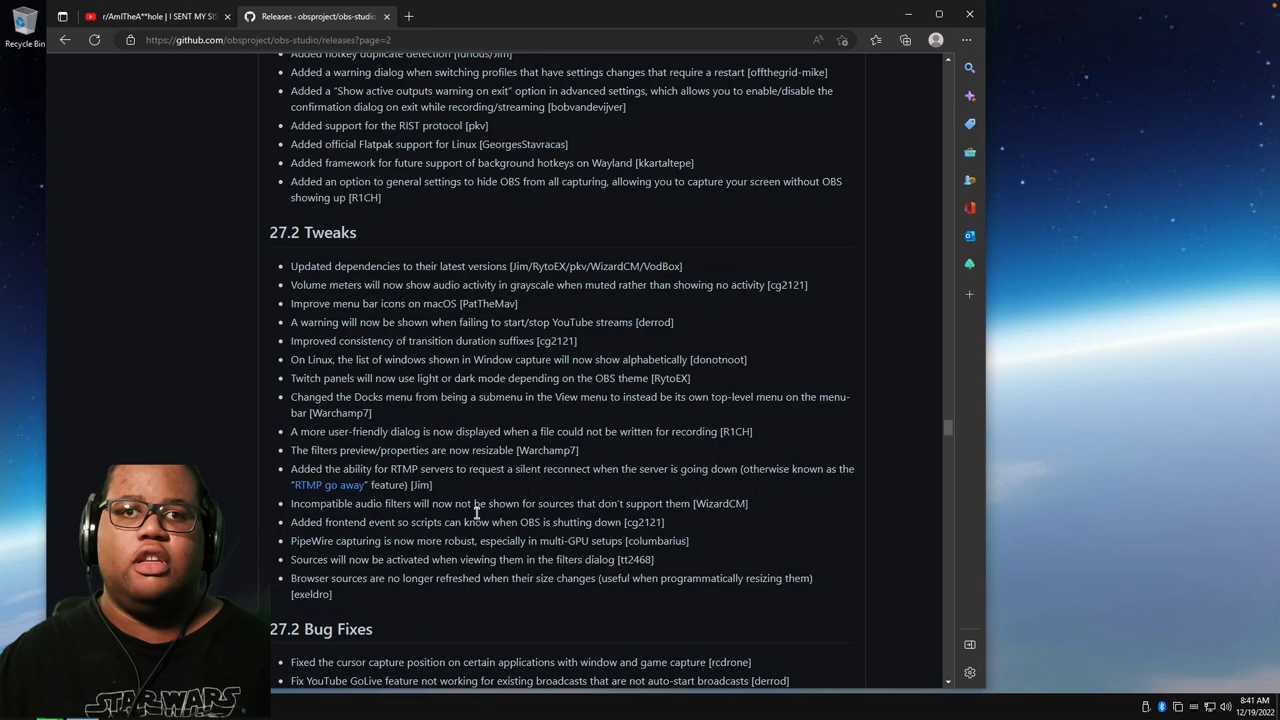 r/AmITheA**hole | I SENT MY SIS
Releases · obsproject/obs-studio
https://github.com/obsproject/obs-studio/releases?page=2
Recycle Bin
Added hotkey duplicate detection [furious/Jim]
Added a warning dialog when switching profiles that have settings changes that require a restart [offthegrid-mike]
Added a "Show active outputs warning on exit" option in advanced settings, which allows you to enable/disable the
confirmation dialog on exit while recording/streaming [bobvandevijver]
Added support for the RIST protocol [pkv]
Added official Flatpak support for Linux [GeorgesStavracas]
Added framework for future support of background hotkeys on Wayland [kkartaltepe]
Added an option to general settings to hide OBS from all capturing, allowing you to capture your screen without OBS
showing up [R1CH]
27.2 Tweaks
Updated dependencies to their latest versions [Jim/RytoEX/pkv/WizardCM/VodBox]
Volume meters will now show audio activity in grayscale when muted rather than showing no activity [cg2121]
Improve menu bar icons on macOS [PatTheMav]
A warning will now be shown when failing to start/stop YouTube streams [derrod]
Improved consistency of transition duration suffixes [cg2121]
On Linux, the list of windows shown in Window capture will now show alphabetically [donotnoot]
Twitch panels will now use light or dark mode depending on the OBS theme [RytoEX]
Changed the Docks menu from being a submenu in the View menu to instead be its own top-level menu on the menu-
bar [Warchamp7]
A more user-friendly dialog is now displayed when a file could not be written for recording [R1CH]
The filters preview/properties are now resizable [Warchamp7]
Added the ability for RTMP servers to request a silent reconnect when the server is going down (otherwise known as the
"RTMP go away" feature) [Jim]
Incompatible audio filters will now not be shown for sources that don't support them [WizardCM]
Added frontend event so scripts can know when OBS is shutting down [cg2121]
PipeWire capturing is now more robust, especially in multi-GPU setups [columbarius]
Sources will now be activated when viewing them in the filters dialog [tt2468]
Browser sources are no longer refreshed when their size changes (useful when programmatically resizing them)
[exeldro]
27.2 Bug Fixes
Fixed the cursor capture position on certain applications with window and game capture [rcdrone]
Fix YouTube GoLive feature not working for existing broadcasts that are not auto-start broadcasts [derrod]
STAR WARS
8:41 AM
12/19/2022